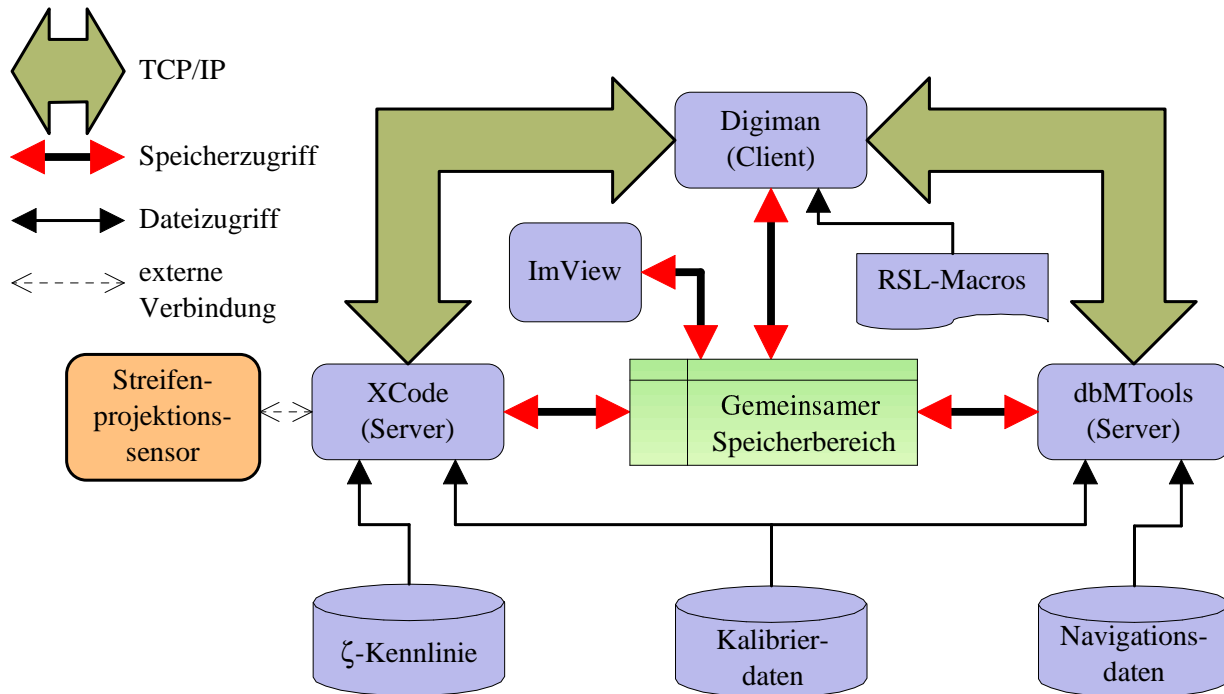 TCP/IP
Speicherzugriff
Dateizugriff
externe
Verbindung
Digiman
(Client)
ImView
RSL-Macros
Streifen-
projektions-
sensor
XCode
(Server)
Gemeinsamer
Speicherbereich
dbMTools
(Server)
ζ-Kennlinie
Kalibrier-
daten
Navigations-
daten